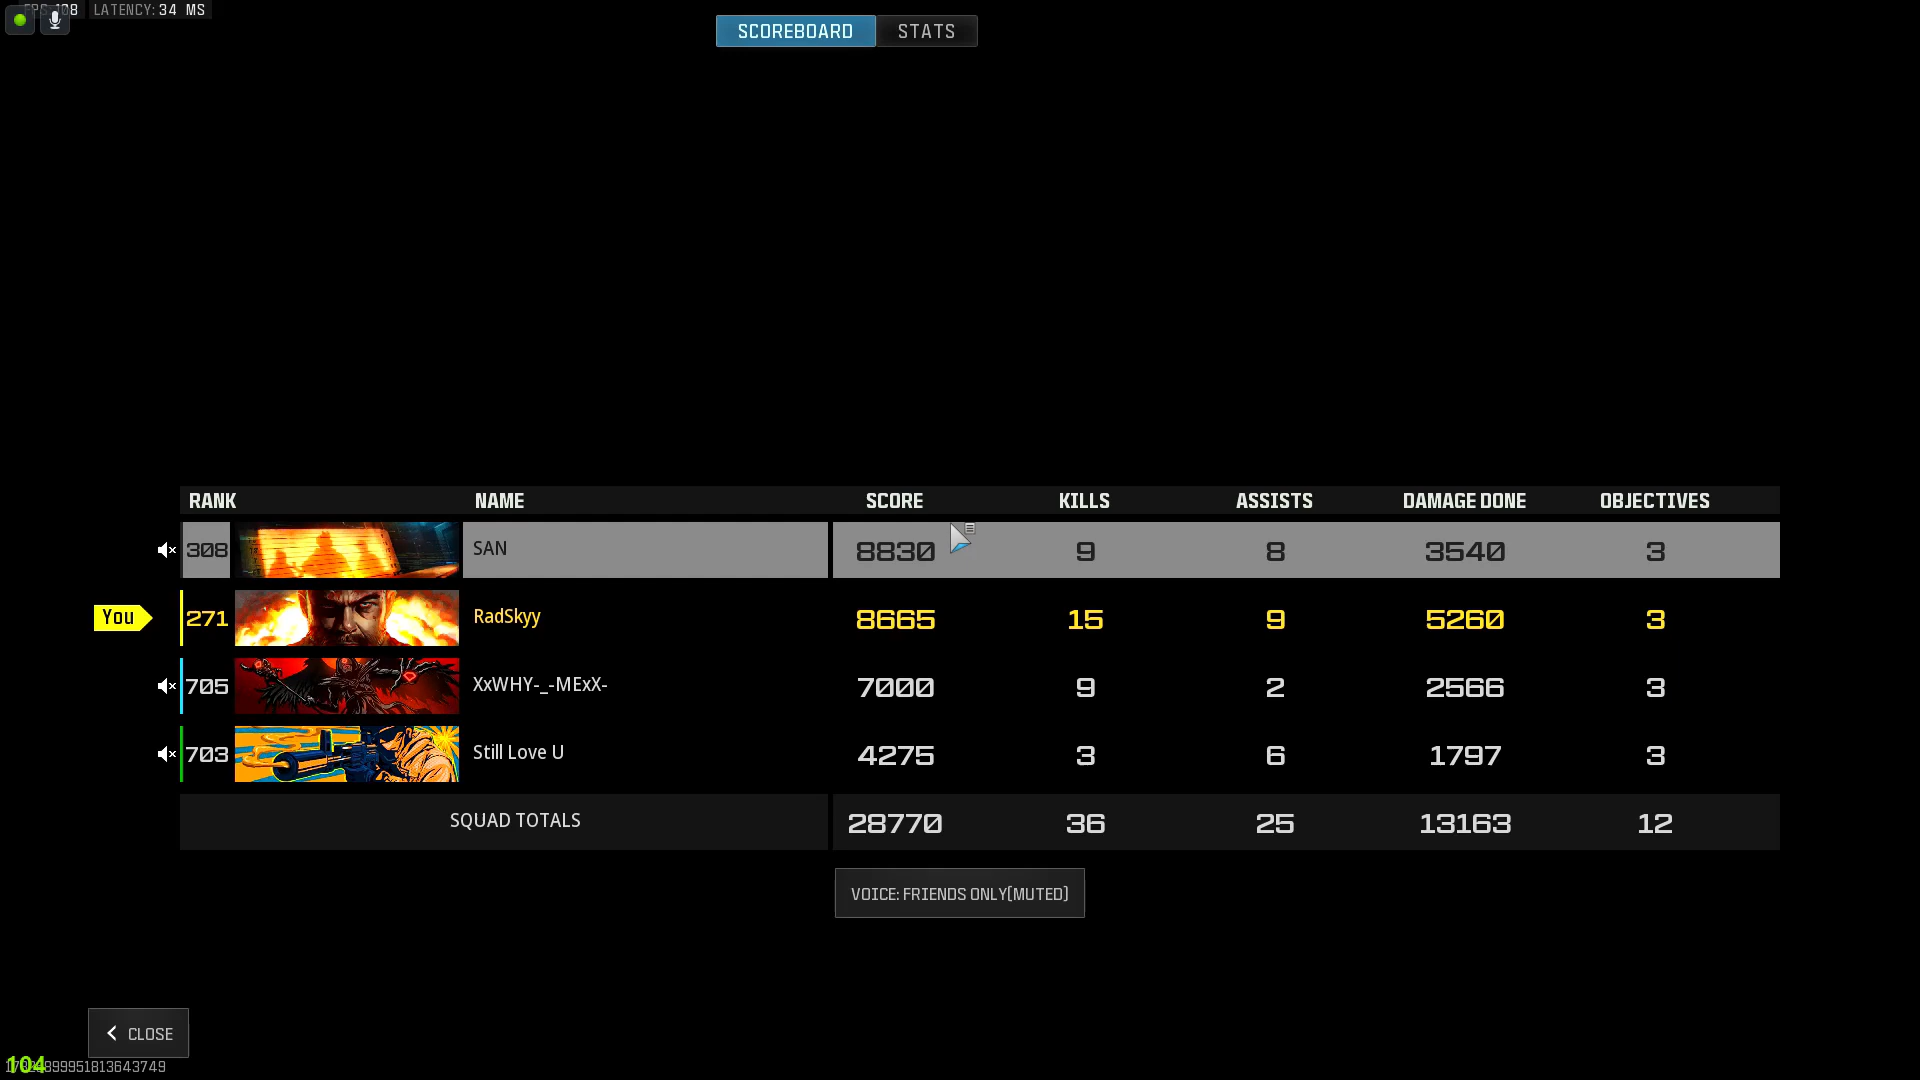 LATENCY: 34 MS
SCOREBOARD STATS
RANK NAME SCORE KILLS ASSISTS DAMAGE DONE OBJECTIVES
308 SAN 8830 9 8 3540 3
You 271 RadSkyy 8665 15 9 5260 3
705 XxWHY-_-MExX- 7000 9 2 2566 3
703 Still Love U 4275 3 6 1797 3
SQUAD TOTALS 28770 36 25 13163 12
VOICE: FRIENDS ONLY(MUTED)
CLOSE
104